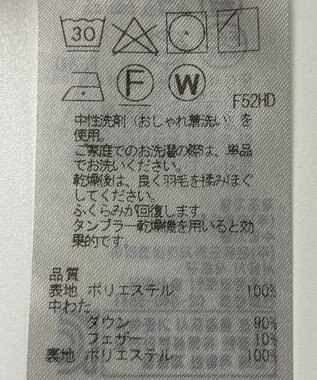 30
F W
F52HD
中性洗剤（おしゃれ着洗い）を
使用。
ご家庭でのお洗濯の際は、単品
でお洗いください。
乾燥後は、良く羽毛を揉みほぐ
してください。
ふくらみが回復します。
タンブラー乾燥機を用いると効
果的です。
品質
表地 ポリエステル 100%
中わた
ダウン 90%
フェザー 10%
裏地 ポリエステル 100%